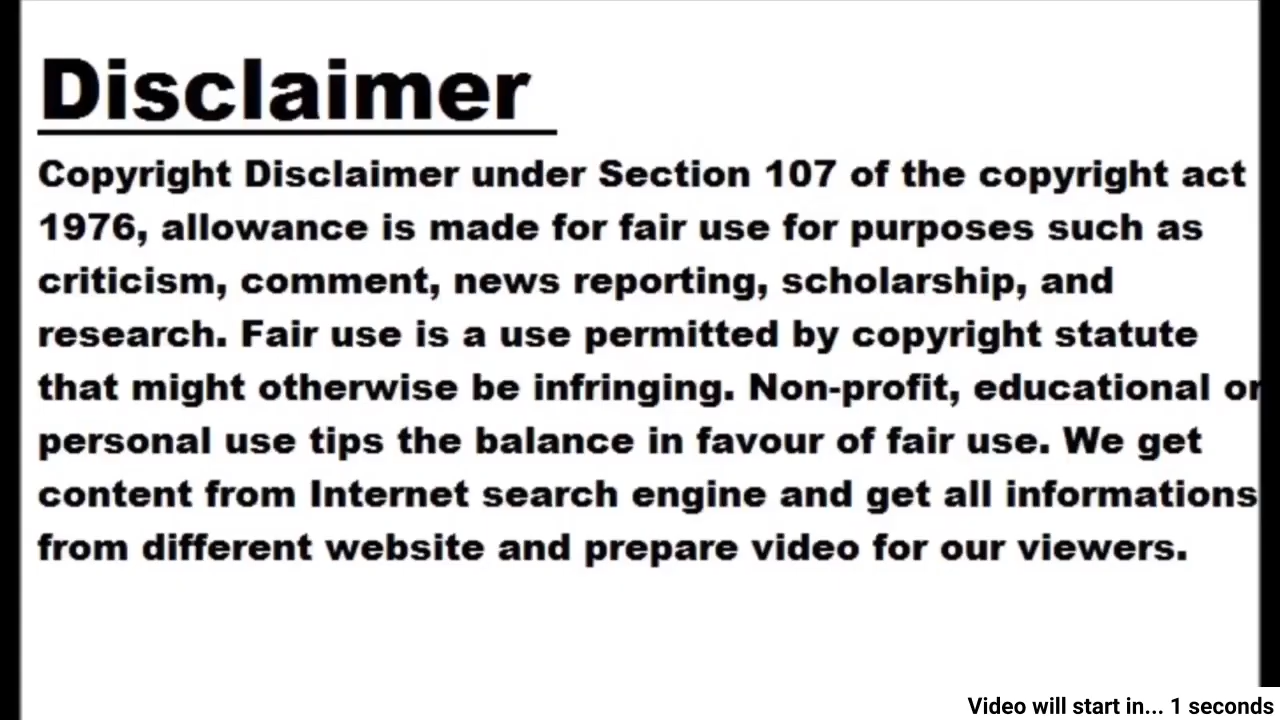 Disclaimer
Copyright Disclaimer under Section 107 of the copyright act
1976, allowance is made for fair use for purposes such as
criticism, comment, news reporting, scholarship, and
research. Fair use is a use permitted by copyright statute
that might otherwise be infringing. Non-profit, educational or
personal use tips the balance in favour of fair use. We get
content from Internet search engine and get all informations
from different website and prepare video for our viewers.
Video will start in... 1 seconds